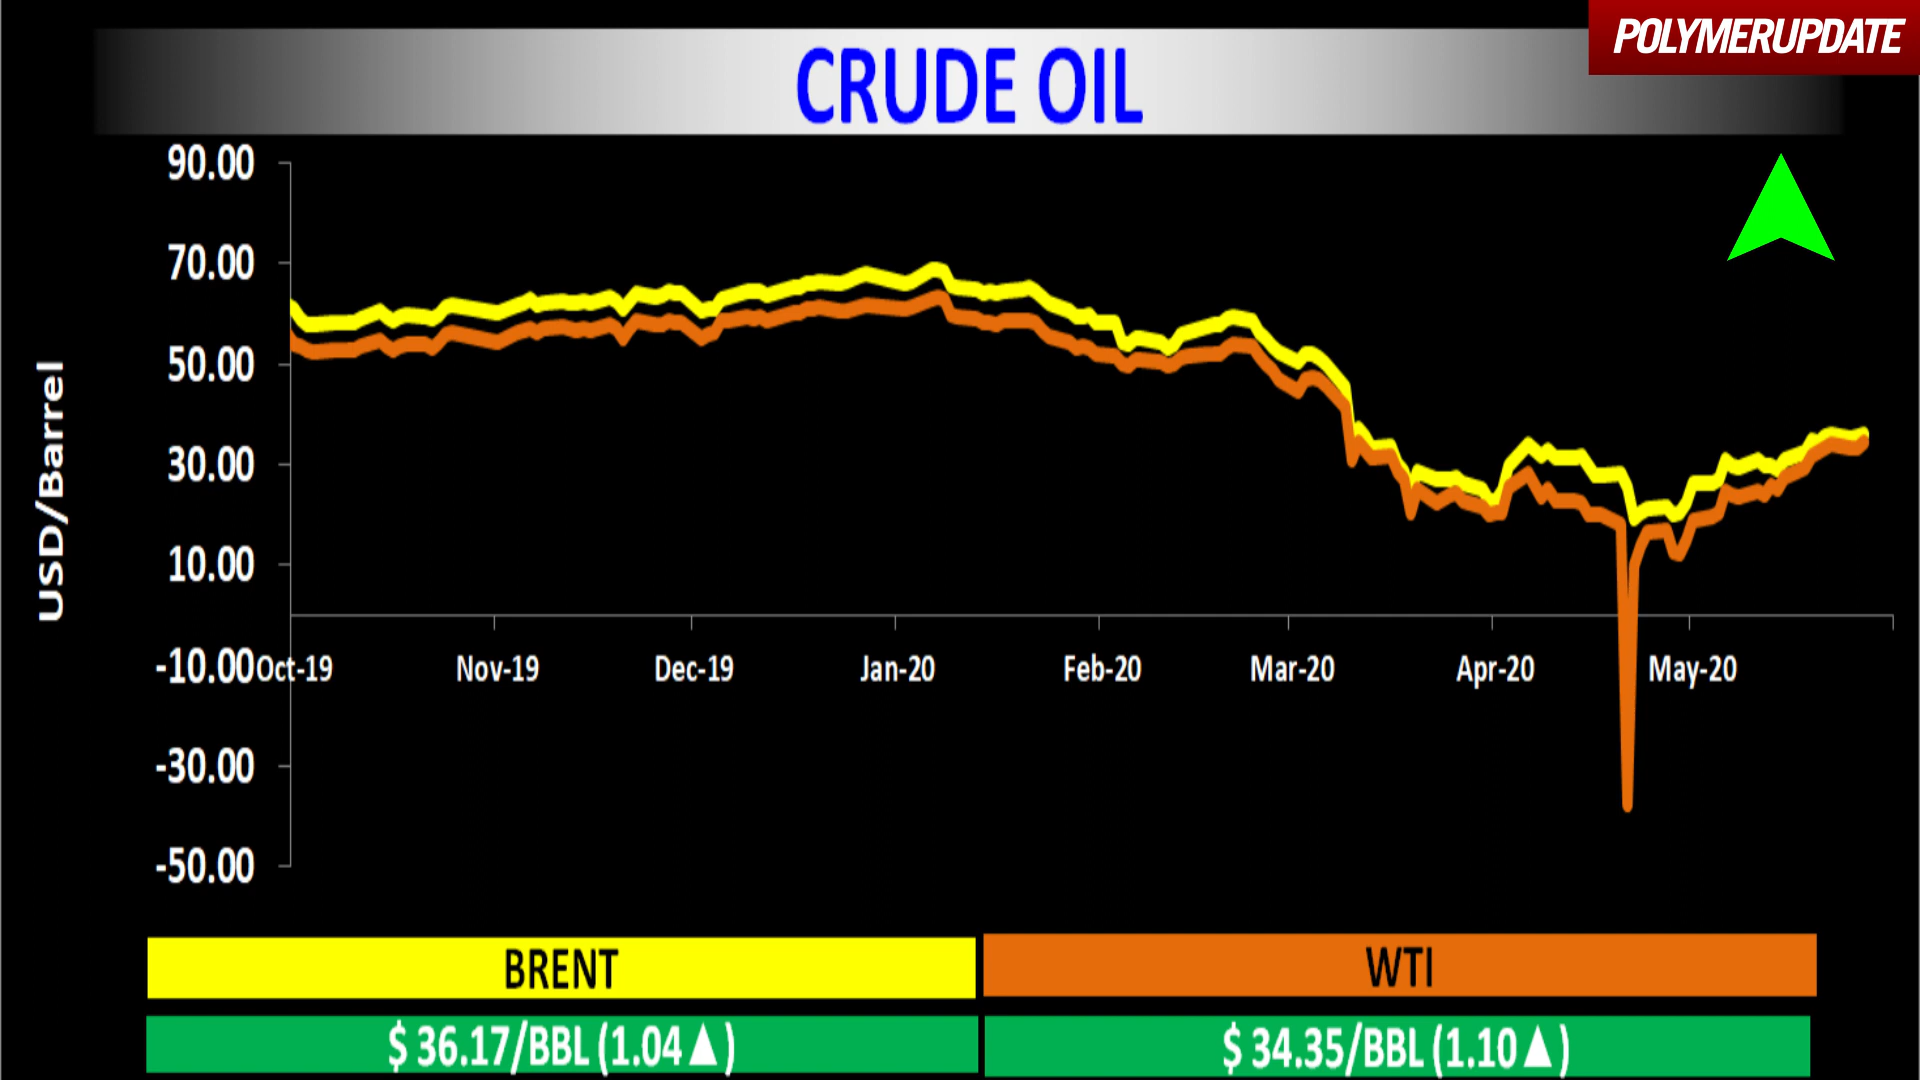 POLYMERUPDATE
CRUDE OIL
USD/Barrel
90.00
70.00
50.00
30.00
10.00
-10.00
-30.00
-50.00
Oct-19 Nov-19 Dec-19 Jan-20 Feb-20 Mar-20 Apr-20 May-20
BRENT WTI
$ 36.17/BBL (1.04▲) $ 34.35/BBL (1.10▲)